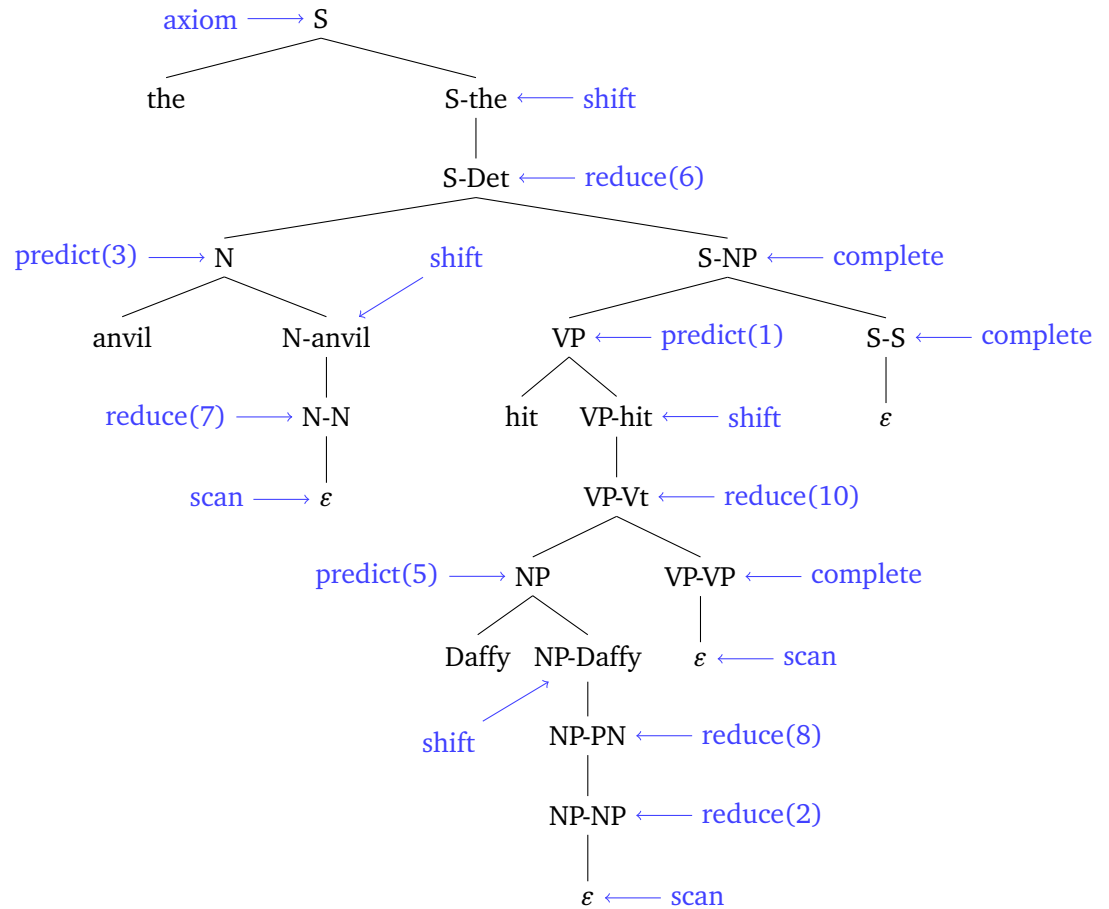 axiom S
the S-the shift
S-Det reduce(6)
predict(3) N shift S-NP complete
anvil N-anvil VP predict(1) S-S complete
reduce(7) N-N hit VP-hit shift ε
scan ε VP-Vt reduce(10)
predict(5) NP VP-VP complete
Daffy NP-Daffy ε scan
shift NP-PN reduce(8)
NP-NP reduce(2)
ε scan